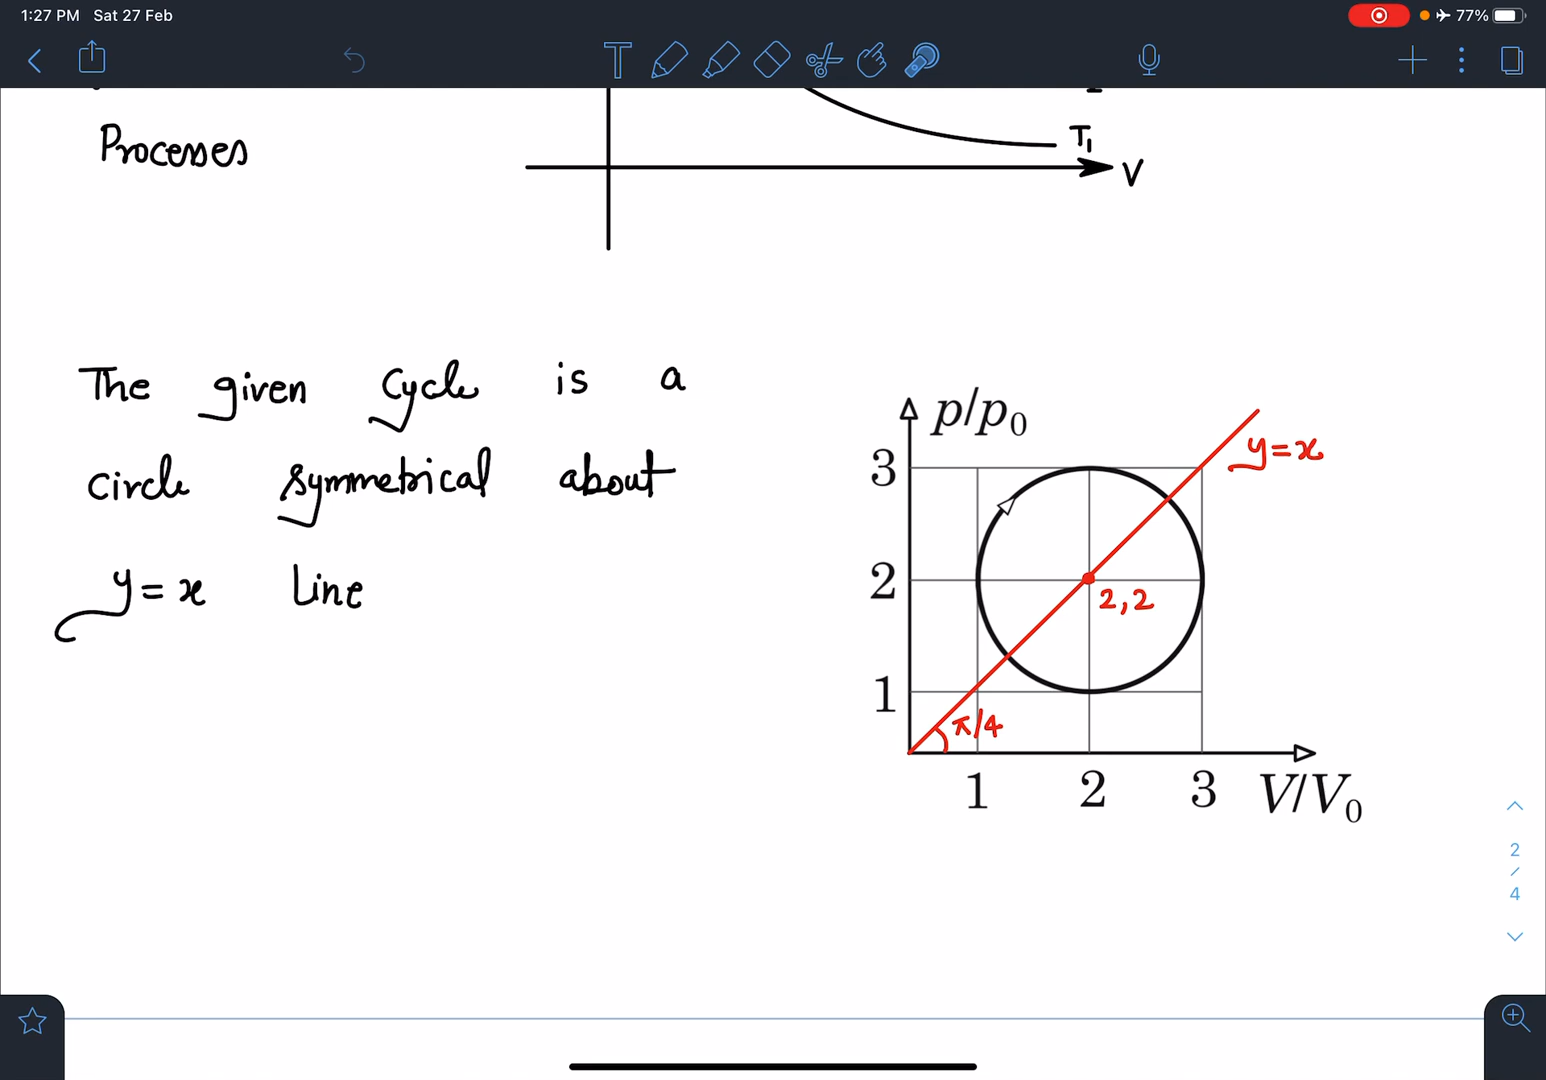 1:27 PM Sat 27 Feb
77%
T
Processes
T₁
V
The given Cycle is a
circle symmetrical about
y = x Line
p/p₀
y=x
3
2
2,2
1
π/4
1 2 3 V/V₀
2
/
4